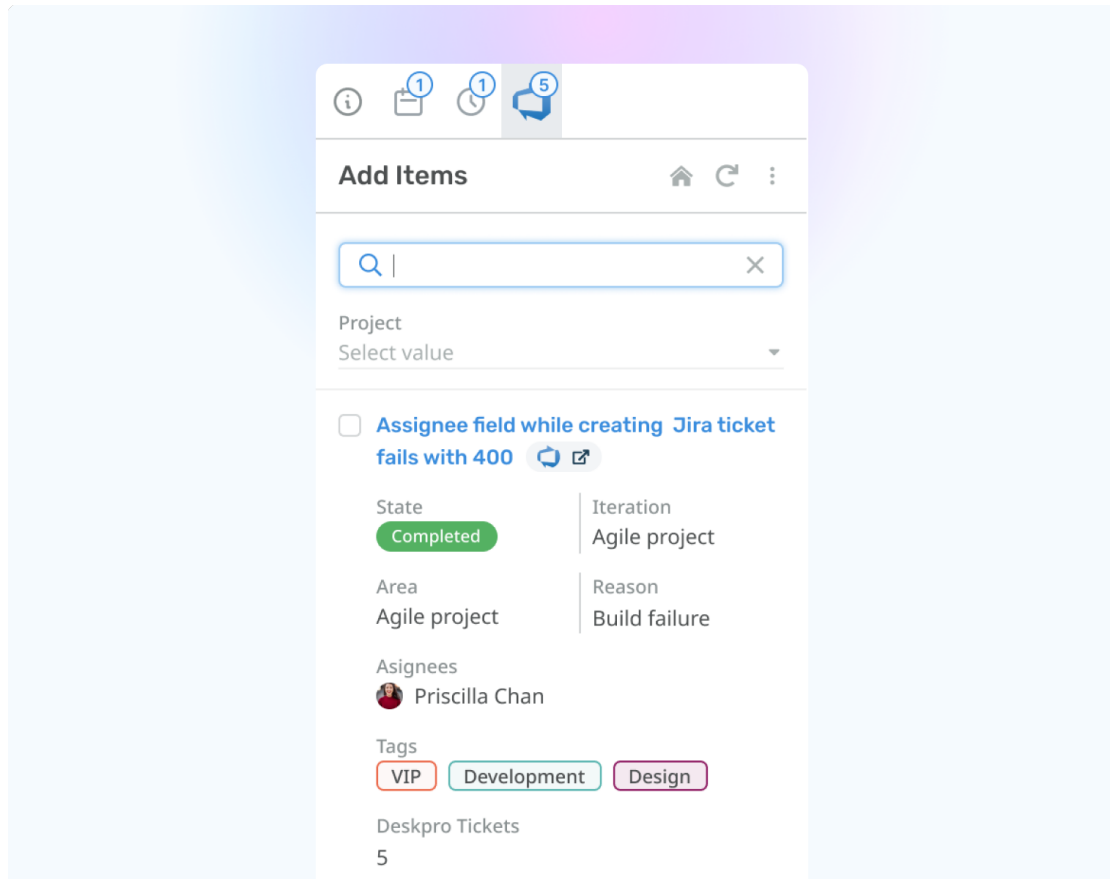 1 1 5
Add Items
Project
Select value
Assignee field while creating Jira ticket
fails with 400
State Iteration
Completed Agile project
Area Reason
Agile project Build failure
Asignees
Priscilla Chan
Tags
VIP Development Design
Deskpro Tickets
5